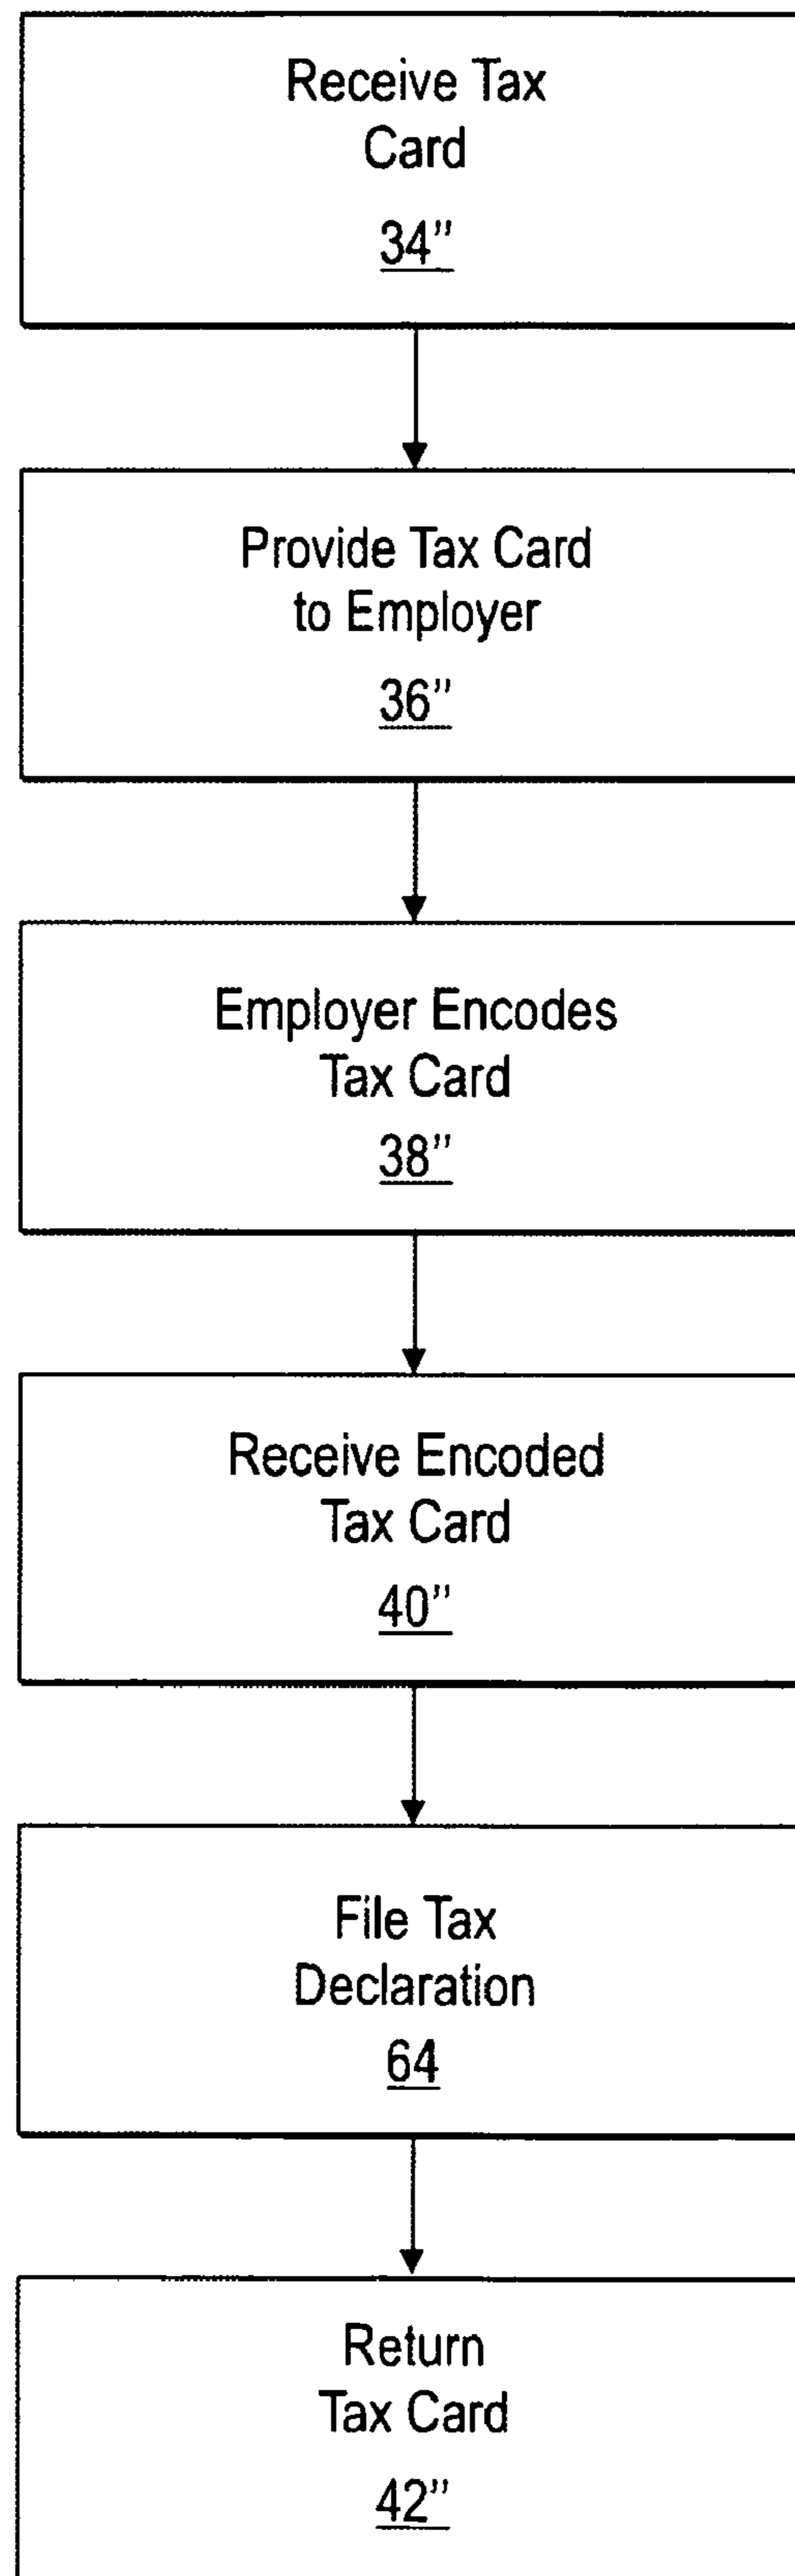 Receive Tax
Card
34”
Provide Tax Card
to Employer
36”
Employer Encodes
Tax Card
38”
Receive Encoded
Tax Card
40”
File Tax
Declaration
64
Return
Tax Card
42”